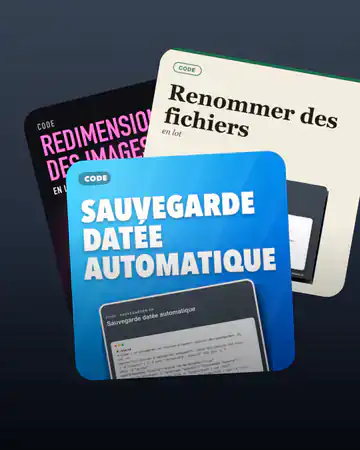 CODE
REDIMENSION
DES IMAGES
EN L
CODE
Renommer des
fichiers
en lot
CODE
SAUVEGARDE
DATÉE
AUTOMATIQUE
Sauvegarde datée automatique